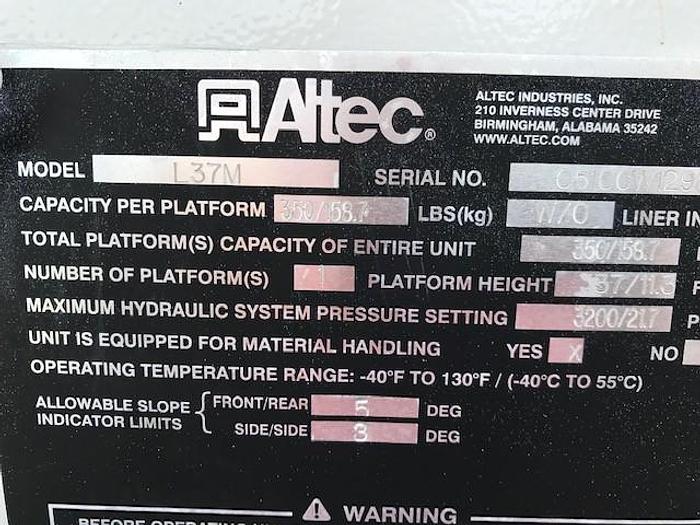 Altec®
ALTEC INDUSTRIES, INC.
210 INVERNESS CENTER DRIVE
BIRMINGHAM, ALABAMA 35242
WWW.ALTEC.COM
MODEL L37M SERIAL NO.
CAPACITY PER PLATFORM 350/158.7 LBS(kg) W/O LINER IN
TOTAL PLATFORM(S) CAPACITY OF ENTIRE UNIT 350/158.7
NUMBER OF PLATFORM(S) 1 PLATFORM HEIGHT 37/11.3 F
MAXIMUM HYDRAULIC SYSTEM PRESSURE SETTING 3200/217 P
UNIT IS EQUIPPED FOR MATERIAL HANDLING YES X NO
OPERATING TEMPERATURE RANGE: -40°F TO 130°F / (-40°C TO 55°C)
ALLOWABLE SLOPE INDICATOR LIMITS { FRONT/REAR 5 DEG
SIDE/SIDE 3 DEG
⚠ WARNING